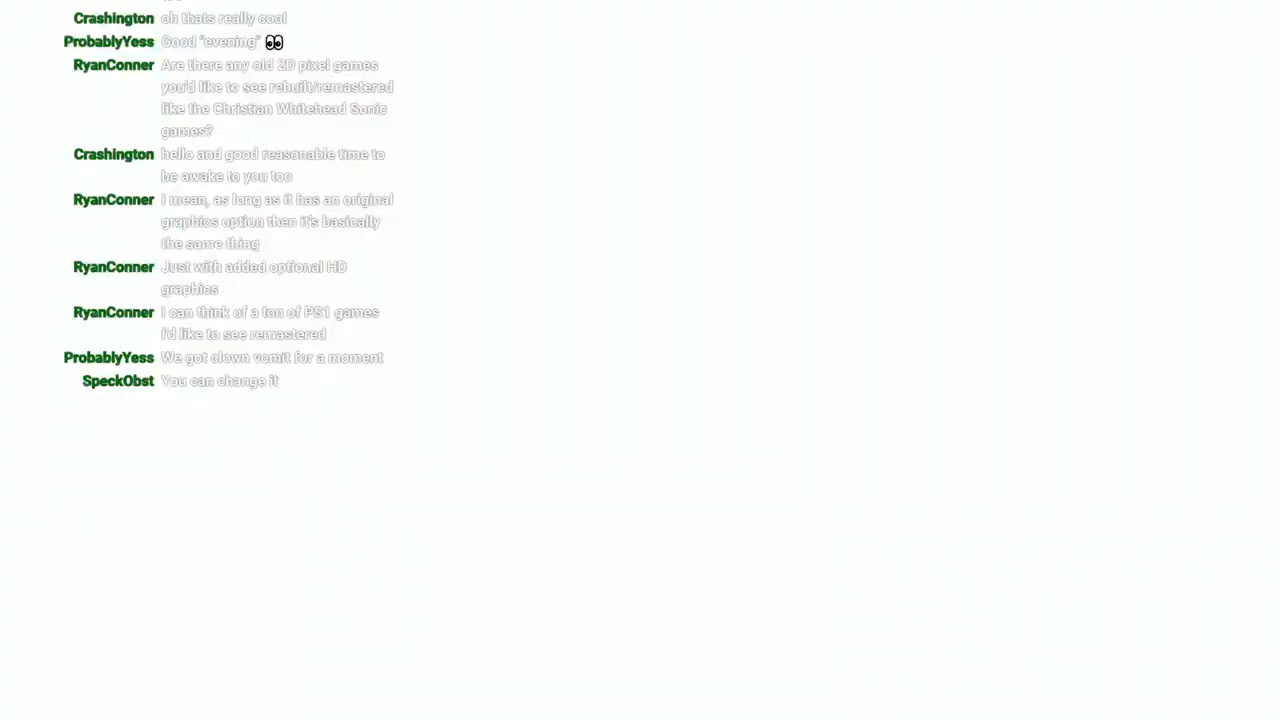 Crashington oh thats really cool
ProbablyYess Good "evening" 👀
RyanConner Are there any old 2D pixel games
you'd like to see rebuilt/remastered
like the Christian Whitehead Sonic
games?
Crashington hello and good reasonable time to
be awake to you too
RyanConner I mean, as long as it has an original
graphics option then it's basically
the same thing
RyanConner Just with added optional HD
graphics
RyanConner I can think of a ton of PS1 games
I'd like to see remastered
ProbablyYess We got clown vomit for a moment
SpeckObst You can change it